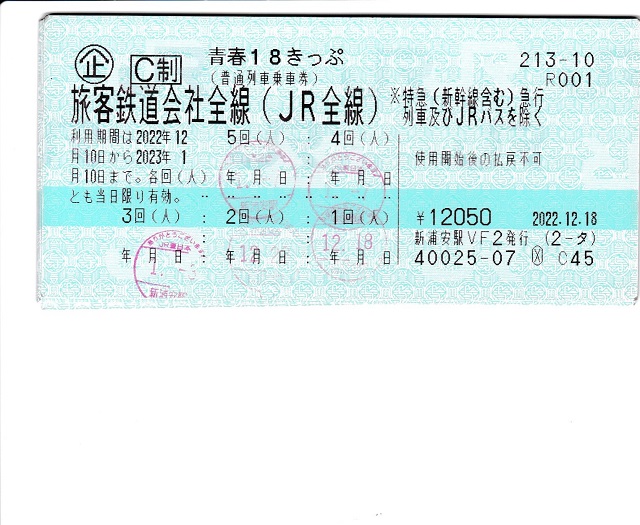 企 C制 青春18きっぷ 213-10
(普通列車乗車券) R001
旅客鉄道会社全線(JR全線) ※特急(新幹線含む)急行
列車及びJRバスを除く
利用期間は2022年12 5回(人) : 4回(人)
月10日から2023年 1 使用開始後の払戻不可
月10日まで。各回(人) 年 月 日 : 年 月 日
とも当日限り有効。
3回(人) : 2回(人) : 1回(人) ¥12050 2022.12.18
新浦安駅VF2発行 (2-タ)
年 月 日 : 年 月 日 : 年 月 日 40025-07 Ⓧ C45
12.18
JR東日本